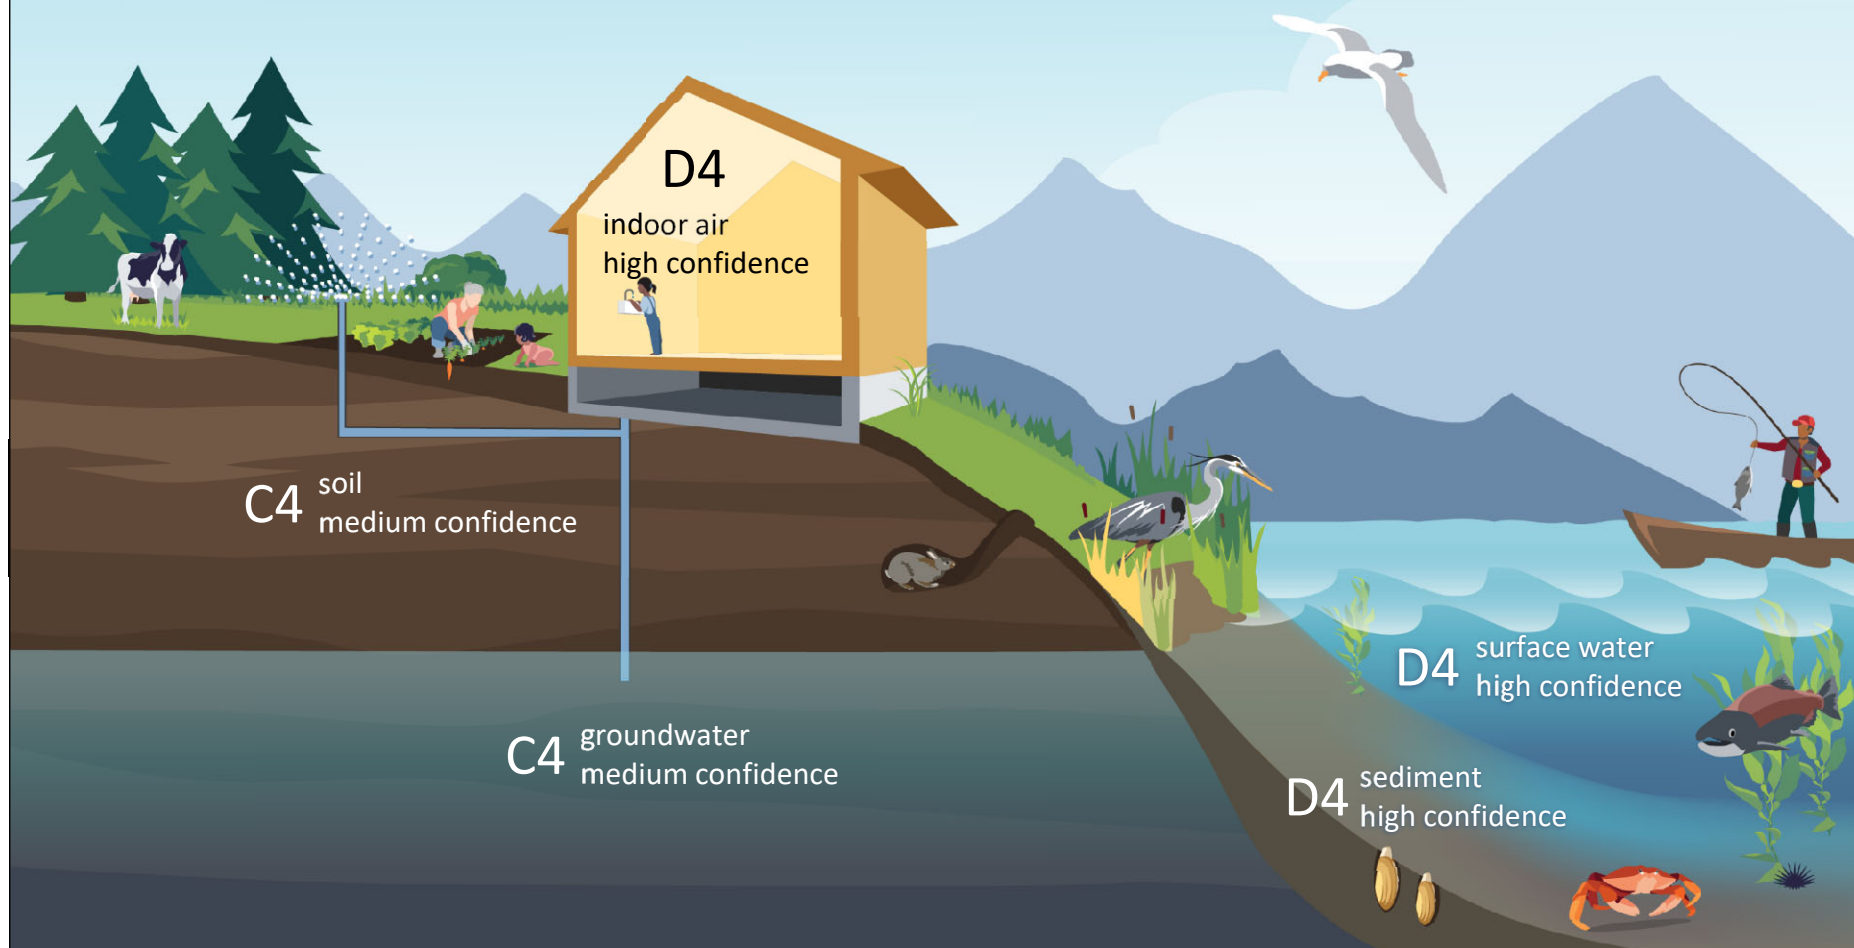 D4
indoor air
high confidence
C4
soil
medium confidence
C4
groundwater
medium confidence
D4
surface water
high confidence
D4
sediment
high confidence